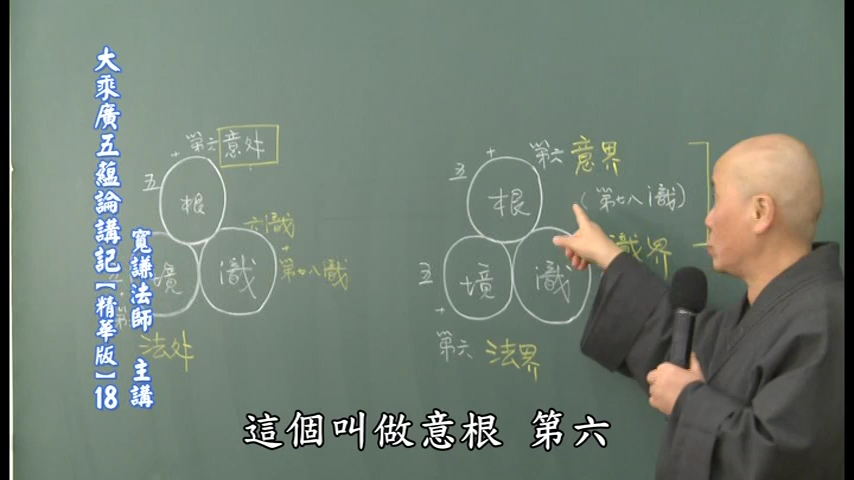 大乘廣五蘊論講記【精華版】18
寬謙法師 主講
+ 第六 意处
五
根
六識
+
第七八識
境
識
法处
+ 第六 意界
五
根
(第七八識)
識界
五
境
識
+
第六 法界
這個叫做意根 第六